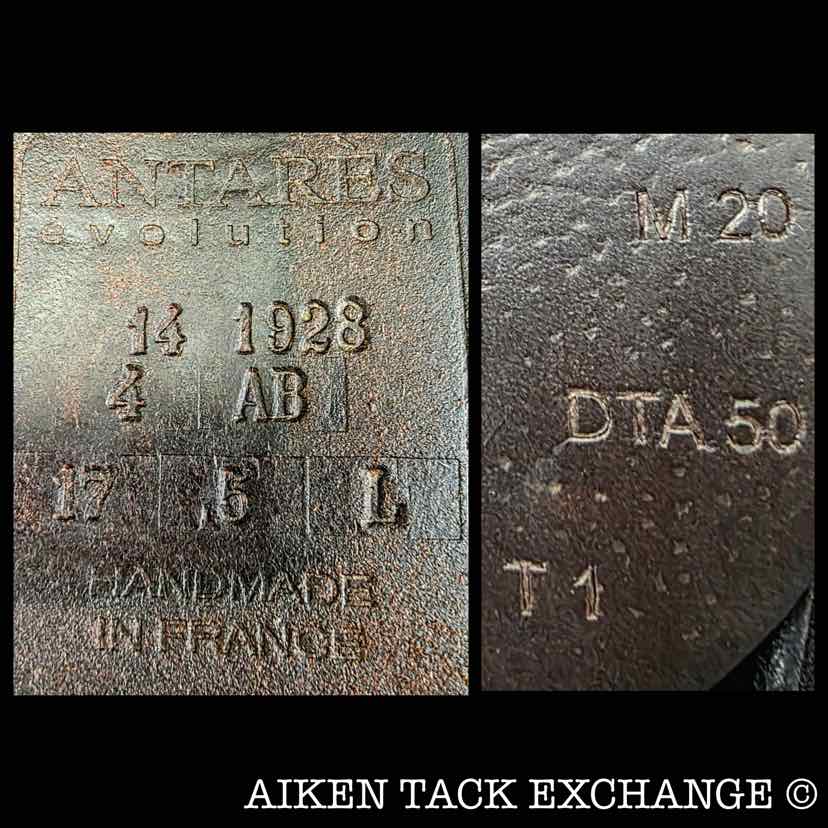 ANTARÈS
evolution
14 1928
4 AB
17 ,5 L
HANDMADE
IN FRANCE
M 20
DTA 50
T 1
AIKEN TACK EXCHANGE ©